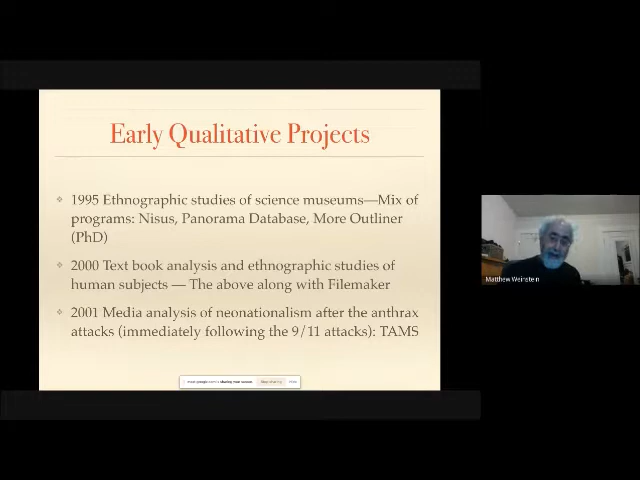 Early Qualitative Projects
1995 Ethnographic studies of science museums—Mix of
programs: Nisus, Panorama Database, More Outliner
(PhD)
2000 Text book analysis and ethnographic studies of
human subjects — The above along with Filemaker
2001 Media analysis of neonationalism after the anthrax
attacks (immediately following the 9/11 attacks): TAMS
Matthew Weinstein